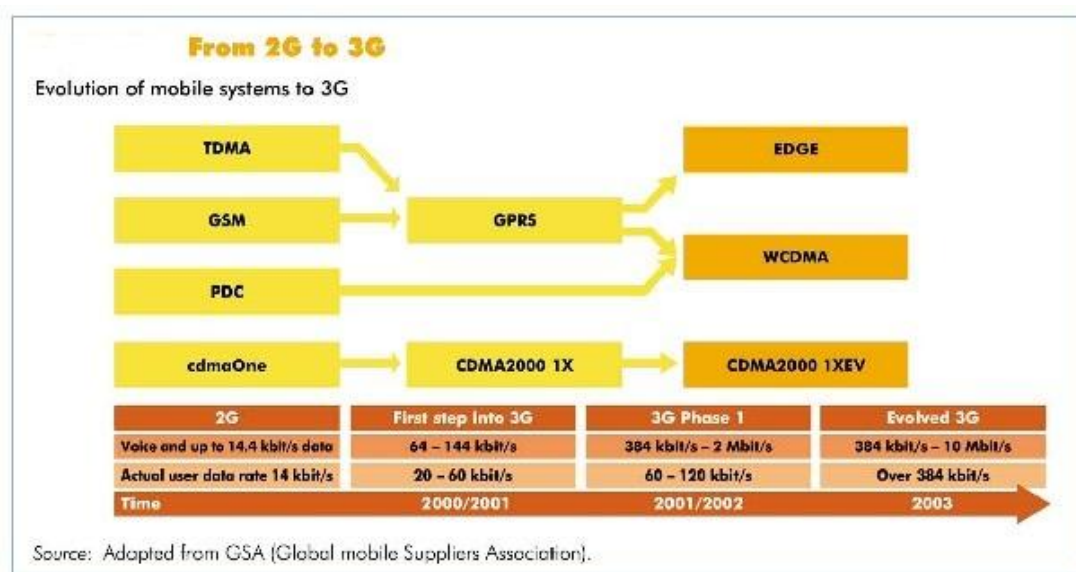 From 2G to 3G
Evolution of mobile systems to 3G
TDMA
EDGE
GSM
GPRS
WCDMA
PDC
cdmaOne
CDMA2000 1X
CDMA2000 1XEV
2G First step into 3G 3G Phase 1 Evolved 3G
Voice and up to 14.4 kbit/s data 64 – 144 kbit/s 384 kbit/s – 2 Mbit/s 384 kbit/s – 10 Mbit/s
Actual user data rate 14 kbit/s 20 – 60 kbit/s 60 – 120 kbit/s Over 384 kbit/s
Time 2000/2001 2001/2002 2003
Source: Adapted from GSA (Global mobile Suppliers Association).